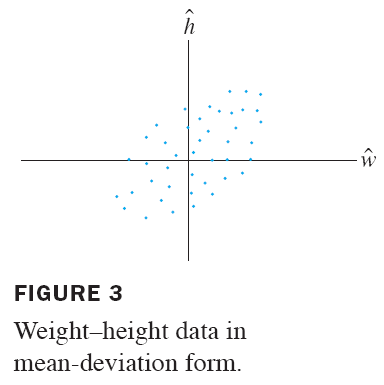 ĥ
ŵ
FIGURE 3
Weight–height data in
mean-deviation form.